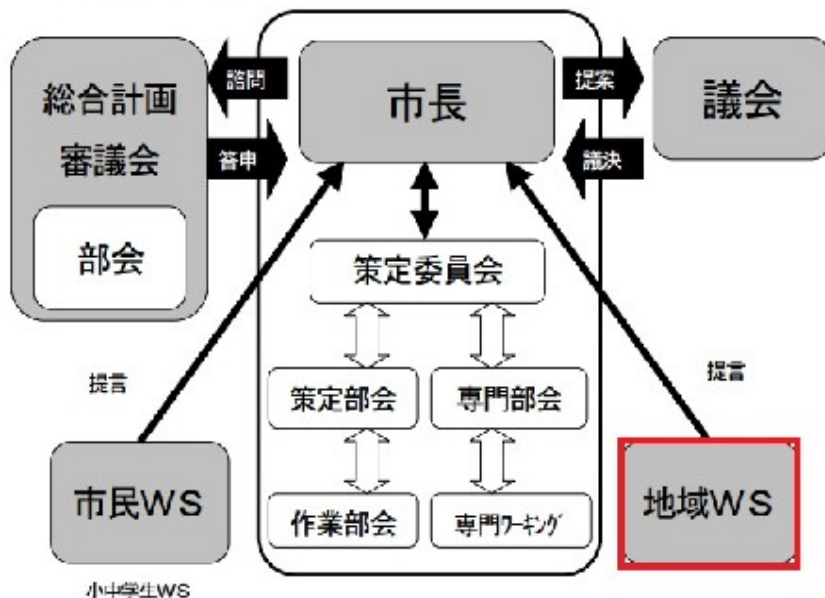 総合計画
審議会
部会
諮問
答申
市長
提案
議決
議会
策定委員会
策定部会
専門部会
作業部会
専門ワーキング
提言
提言
市民WS
小中学生WS
地域WS